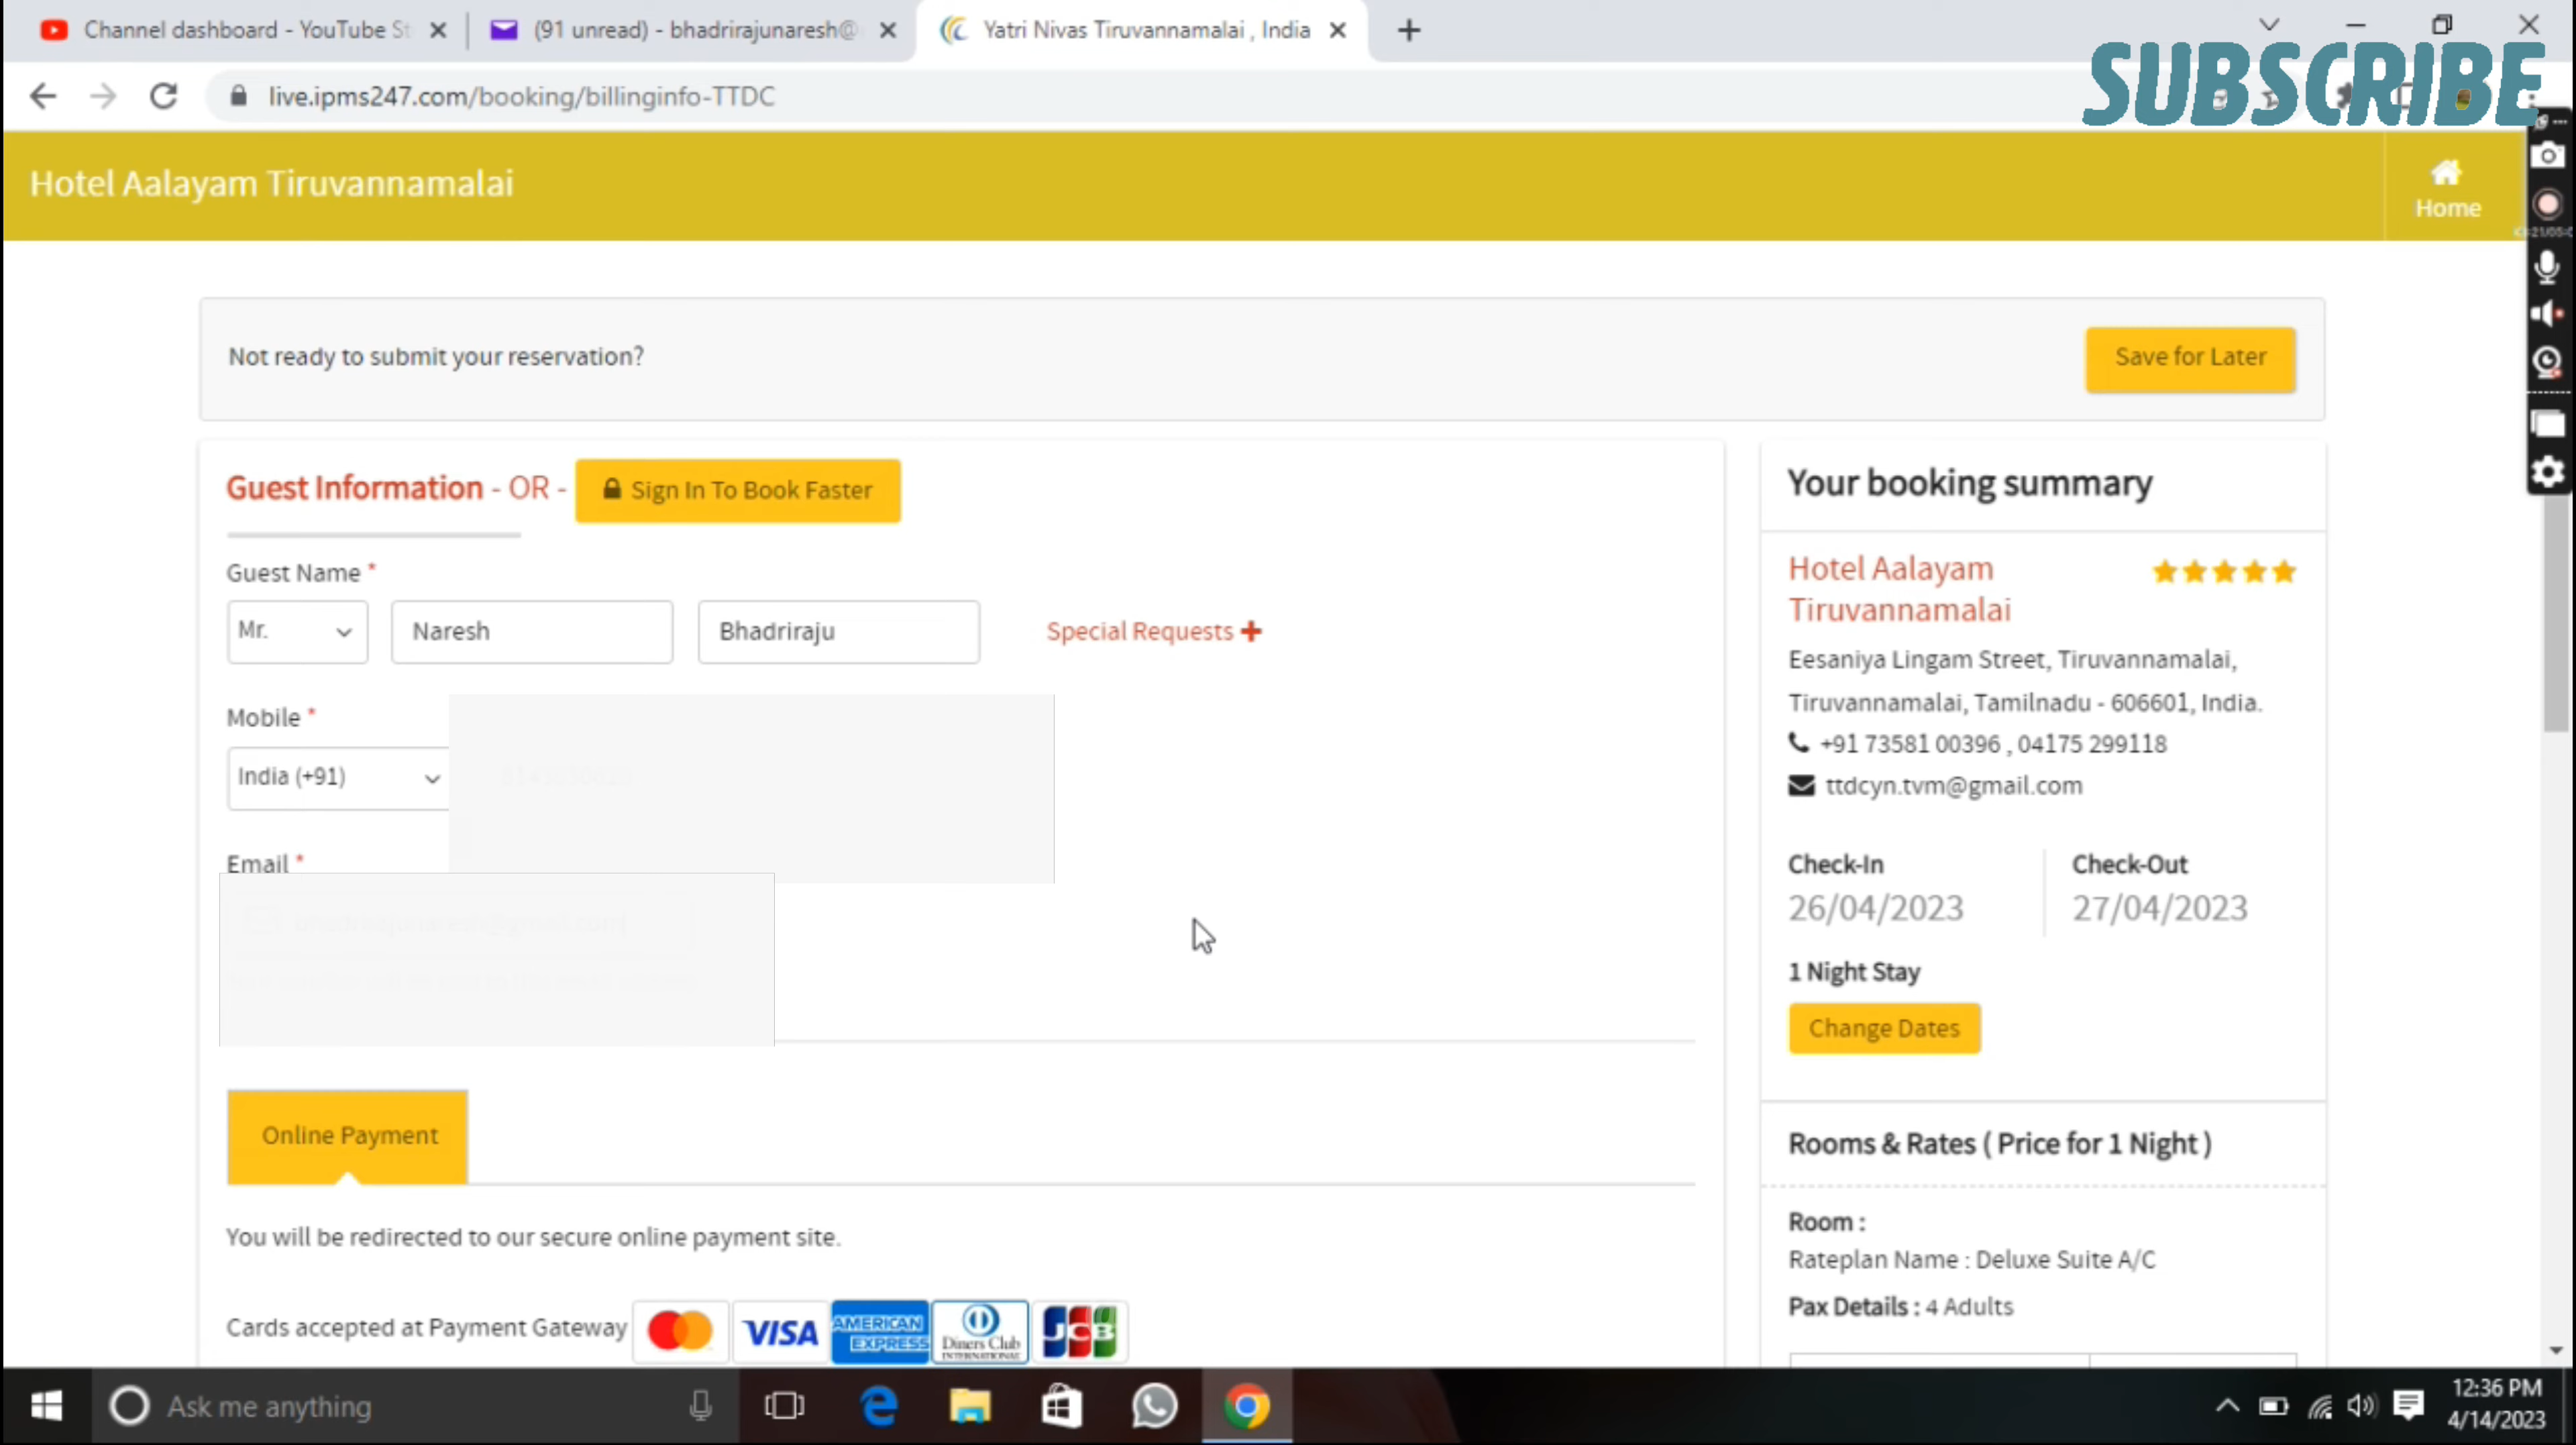 Channel dashboard - YouTube St
(91 unread) - bhadrirajunaresh@
Yatri Nivas Tiruvannamalai , India
live.ipms247.com/booking/billinginfo-TTDC
SUBSCRIBE
Hotel Aalayam Tiruvannamalai
Home
Not ready to submit your reservation?
Save for Later
Guest Information - OR -
Sign In To Book Faster
Guest Name *
Mr.
Naresh
Bhadriraju
Special Requests +
Mobile *
India (+91)
Email *
Online Payment
You will be redirected to our secure online payment site.
Cards accepted at Payment Gateway
VISA
AMERICAN
EXPRESS
Diners Club
INTERNATIONAL
JCB
Your booking summary
Hotel Aalayam
Tiruvannamalai
Eesaniya Lingam Street, Tiruvannamalai,
Tiruvannamalai, Tamilnadu - 606601, India.
+91 73581 00396 , 04175 299118
ttdcyn.tvm@gmail.com
Check-In
Check-Out
26/04/2023
27/04/2023
1 Night Stay
Change Dates
Rooms & Rates ( Price for 1 Night )
Room :
Rateplan Name : Deluxe Suite A/C
Pax Details : 4 Adults
Ask me anything
12:36 PM
4/14/2023